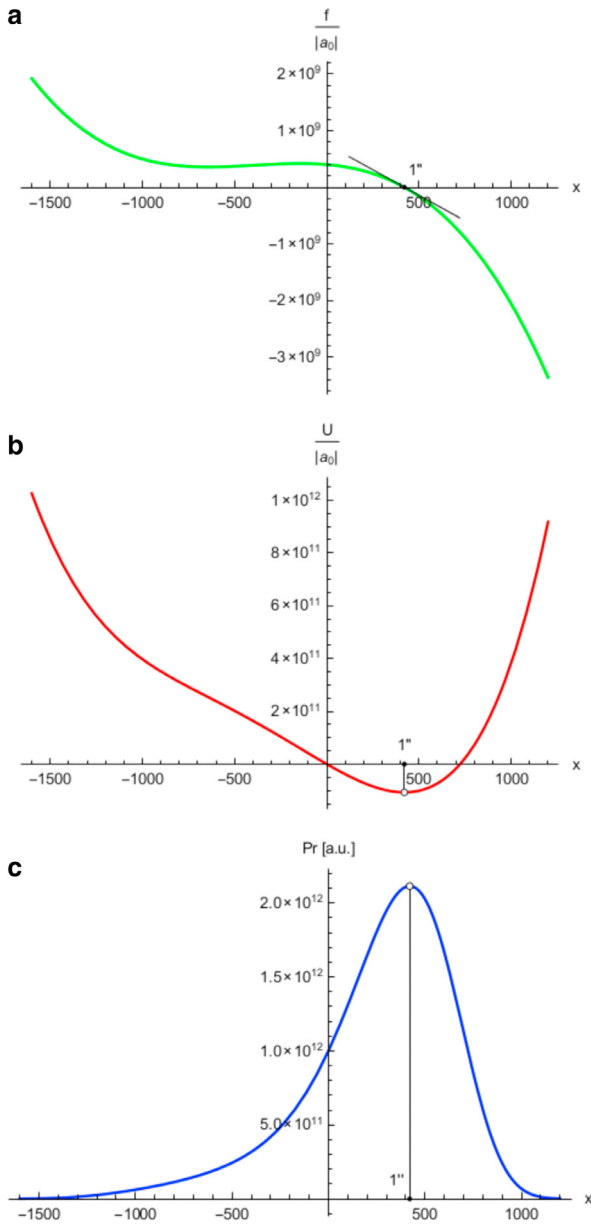 a
f
|a₀|
2×10⁹
1×10⁹
1"
x
−1500 −1000 −500 500 1000
−1×10⁹
−2×10⁹
−3×10⁹
b
U
|a₀|
1×10¹²
8×10¹¹
6×10¹¹
4×10¹¹
2×10¹¹
1"
x
−1500 −1000 −500 500 1000
c
Pr [a.u.]
2.0×10¹²
1.5×10¹²
1.0×10¹²
5.0×10¹¹
1"
x
−1500 −1000 −500 500 1000